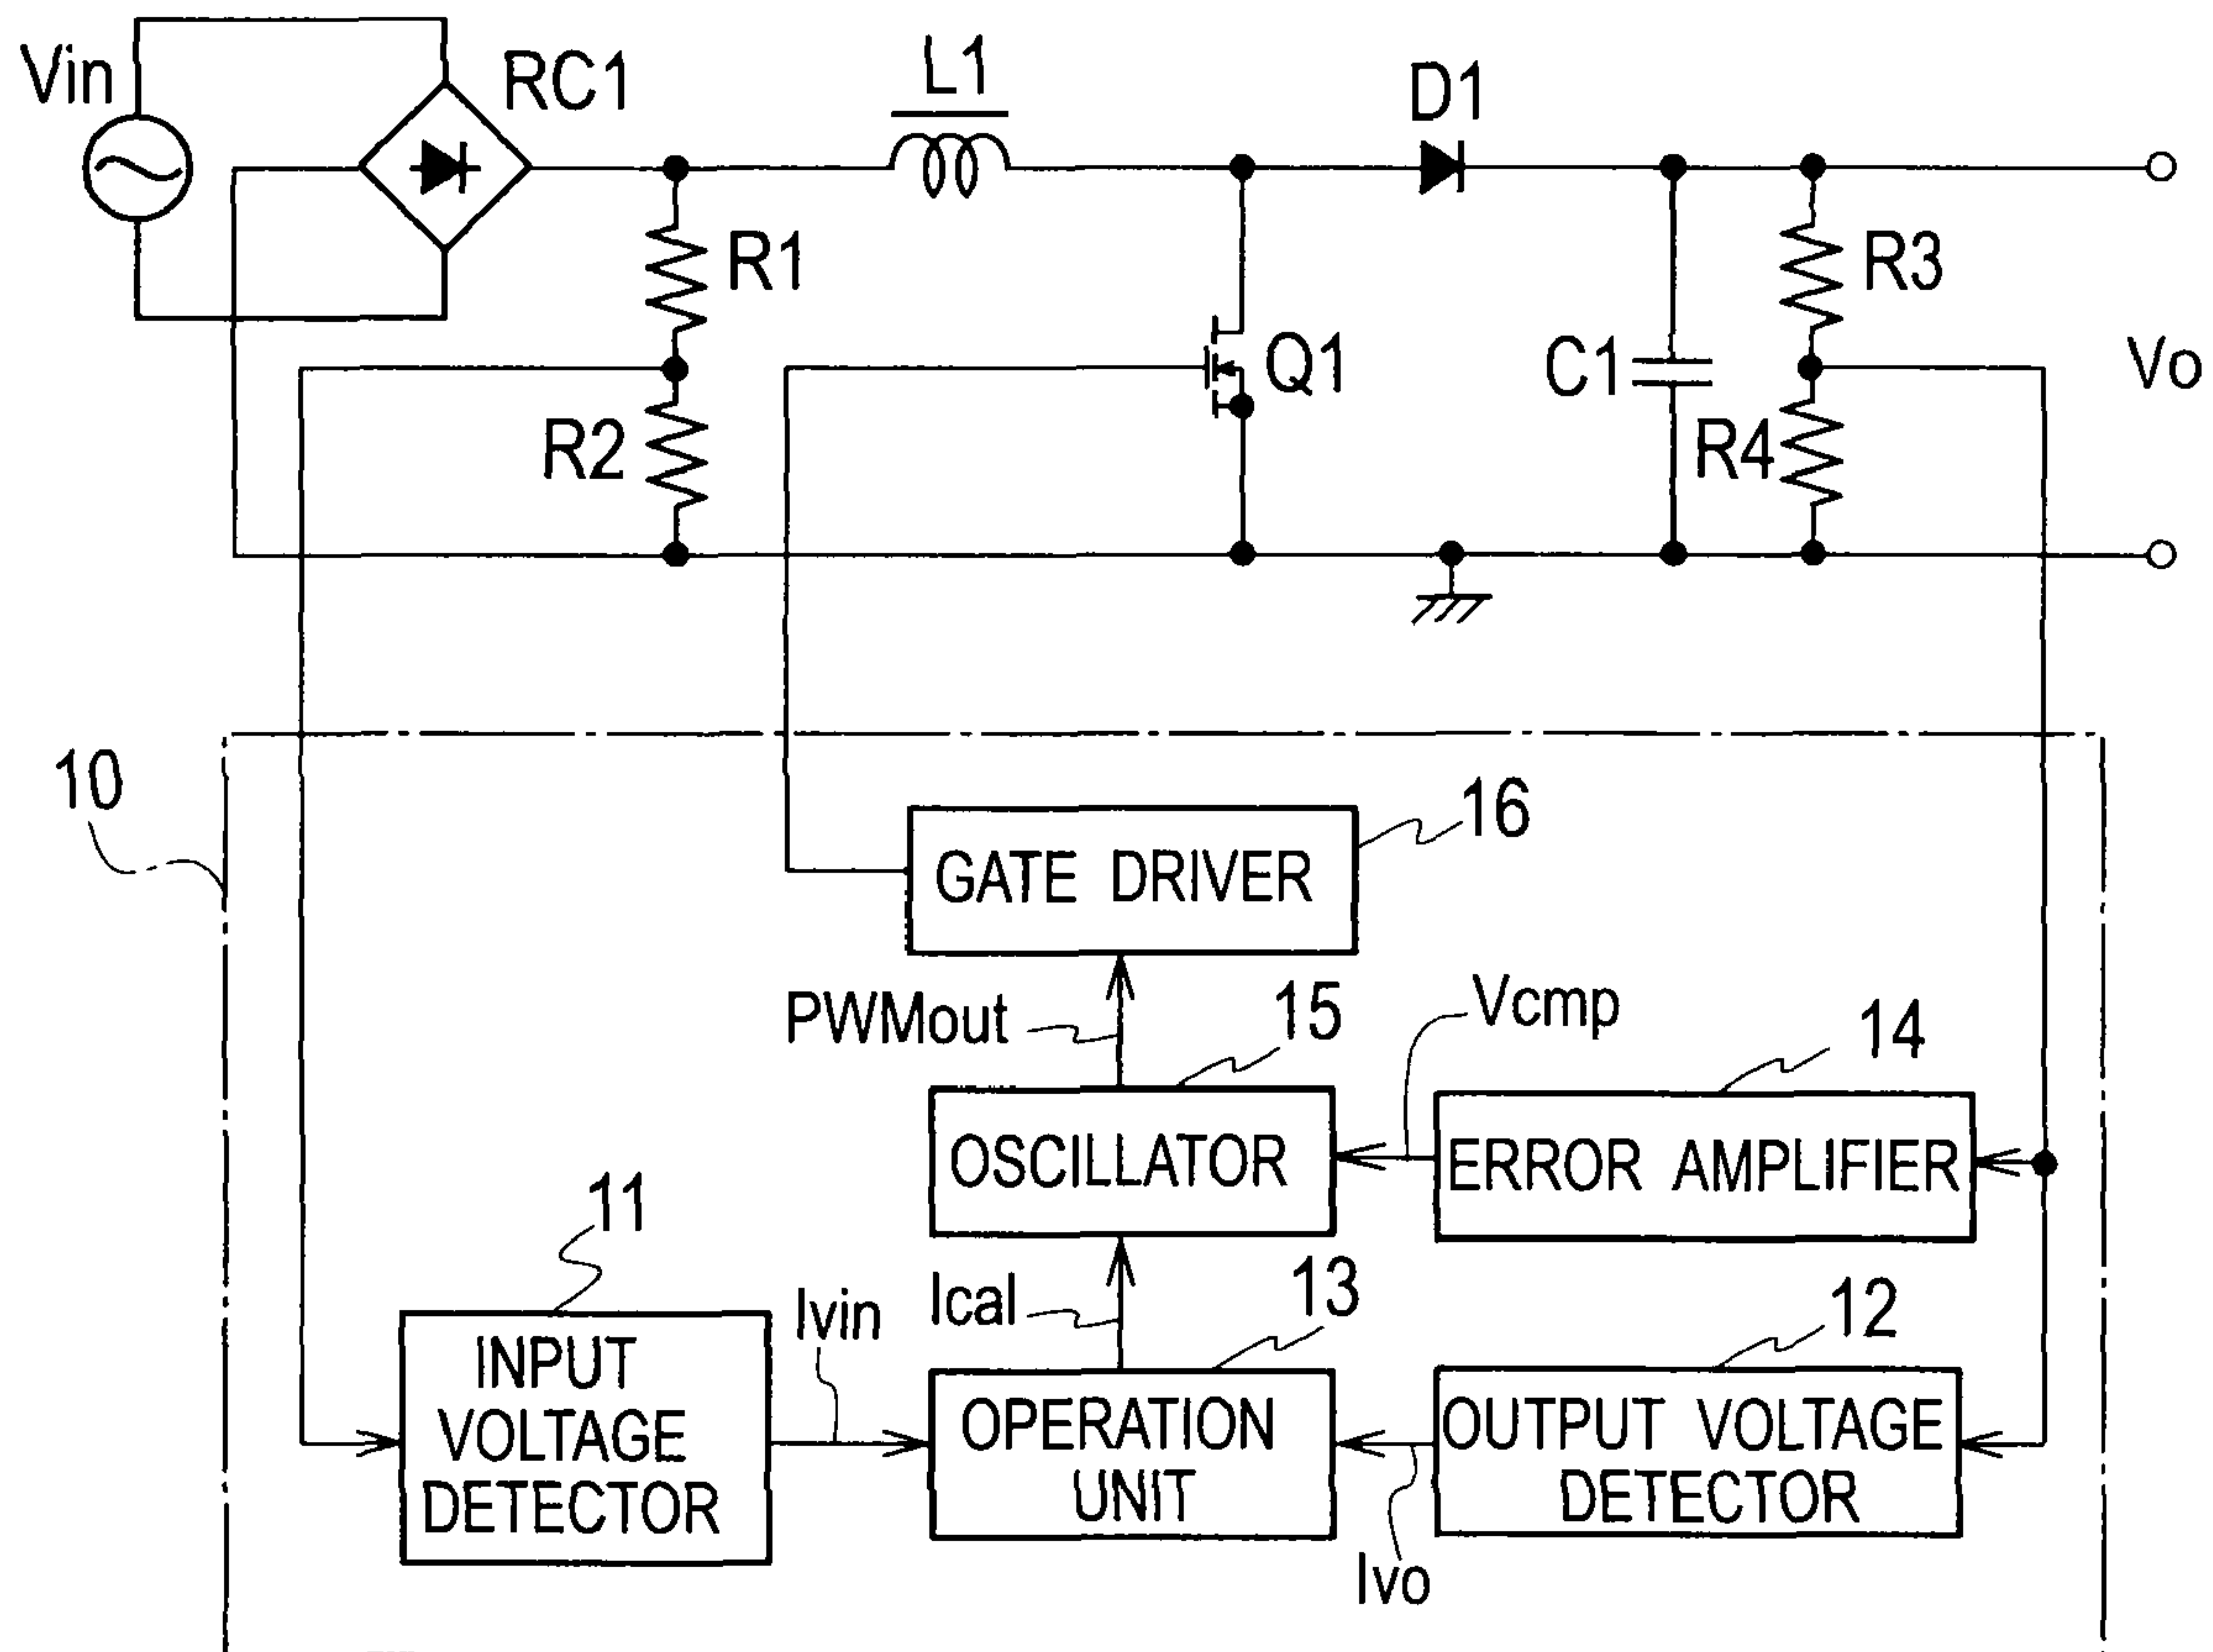 Vin
RC1
L1
D1
R1
R2
Q1
C1
R3
R4
Vo
10
16
GATE DRIVER
PWMout
15
Vcmp
14
OSCILLATOR
ERROR AMPLIFIER
11
Ivin
Ical
13
12
INPUT
VOLTAGE
DETECTOR
OPERATION
UNIT
OUTPUT VOLTAGE
DETECTOR
Ivo